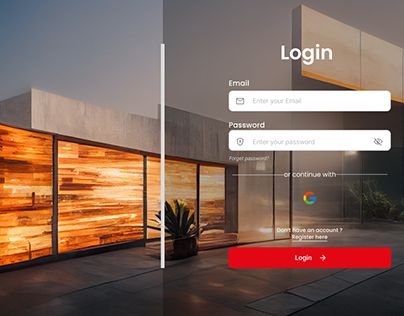 Login
Email
Enter your Email
Password
Enter your password
Forget password?
or continue with
Don't have an account ?
Register here
Login